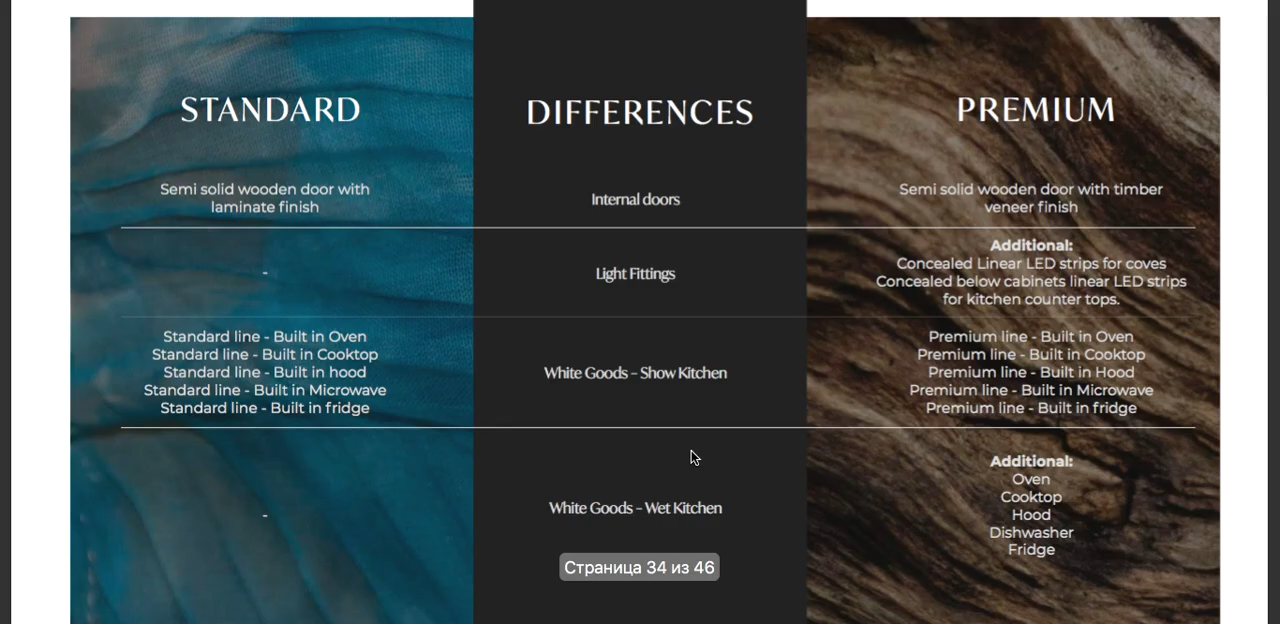 STANDARD
DIFFERENCES
PREMIUM
Semi solid wooden door with
laminate finish
Internal doors
Semi solid wooden door with timber
veneer finish
-
Light Fittings
Additional:
Concealed Linear LED strips for coves
Concealed below cabinets linear LED strips
for kitchen counter tops.
Standard line - Built in Oven
Standard line - Built in Cooktop
Standard line - Built in hood
Standard line - Built in Microwave
Standard line - Built in fridge
White Goods – Show Kitchen
Premium line - Built in Oven
Premium line - Built in Cooktop
Premium line - Built in Hood
Premium line - Built in Microwave
Premium line - Built in fridge
-
White Goods – Wet Kitchen
Additional:
Oven
Cooktop
Hood
Dishwasher
Fridge
Страница 34 из 46